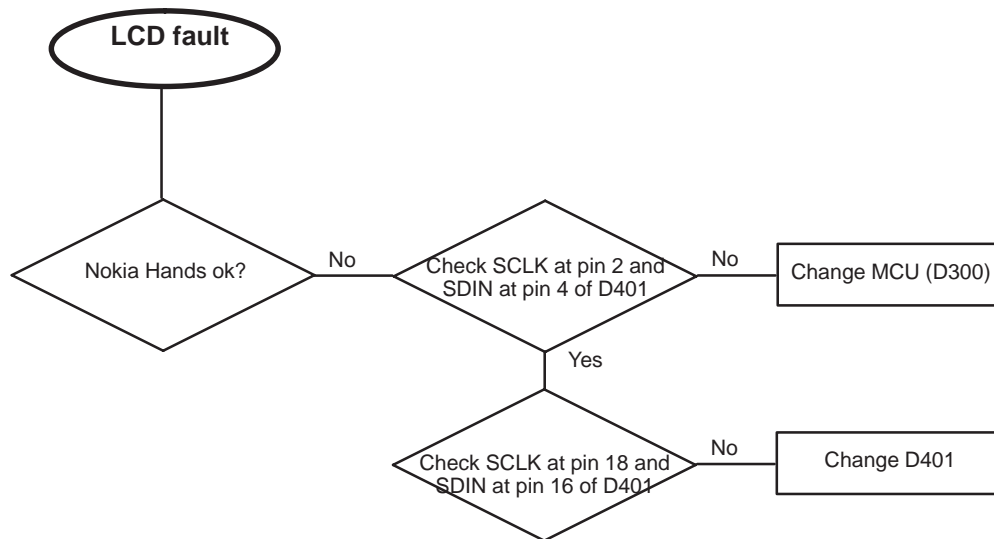 LCD fault
Nokia Hands ok?
No
Check SCLK at pin 2 and
SDIN at pin 4 of D401
No
Change MCU (D300)
Yes
Check SCLK at pin 18 and
SDIN at pin 16 of D401
No
Change D401